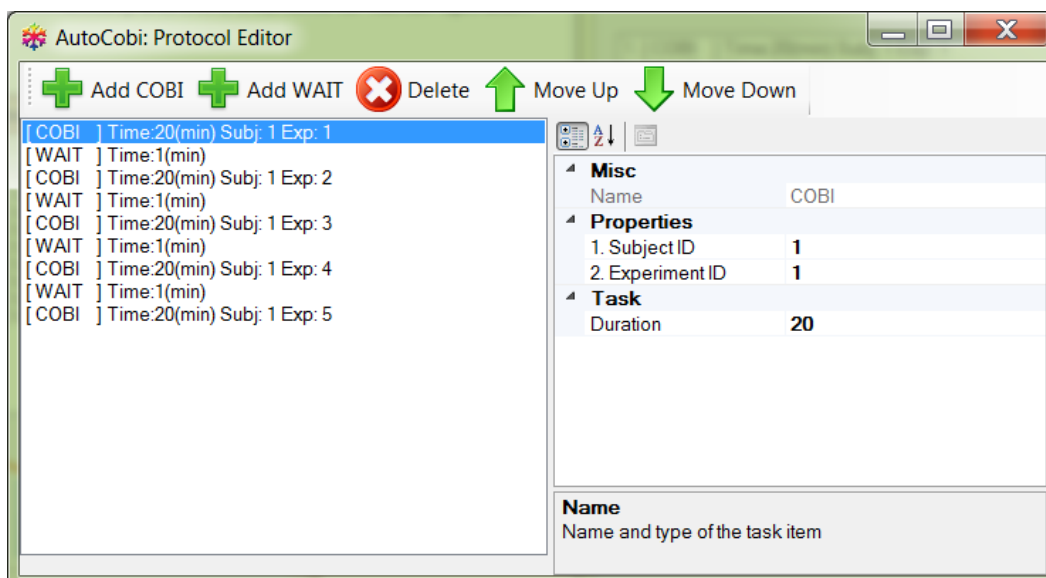 AutoCobi: Protocol Editor
Add COBI Add WAIT Delete Move Up Move Down
[ COBI ] Time:20(min) Subj: 1 Exp: 1
[ WAIT ] Time:1(min)
[ COBI ] Time:20(min) Subj: 1 Exp: 2
[ WAIT ] Time:1(min)
[ COBI ] Time:20(min) Subj: 1 Exp: 3
[ WAIT ] Time:1(min)
[ COBI ] Time:20(min) Subj: 1 Exp: 4
[ WAIT ] Time:1(min)
[ COBI ] Time:20(min) Subj: 1 Exp: 5
Misc
Name COBI
Properties
1. Subject ID 1
2. Experiment ID 1
Task
Duration 20
Name
Name and type of the task item